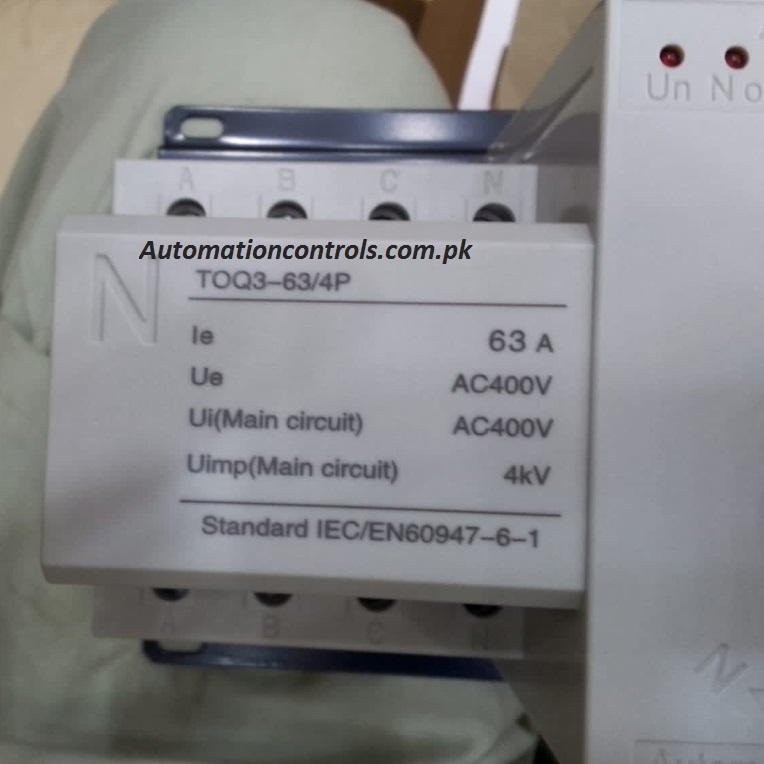 Un No
A B C N
Automationcontrols.com.pk
N
TOQ3-63/4P
Ie 63 A
Ue AC400V
Ui(Main circuit) AC400V
Uimp(Main circuit) 4kV
Standard IEC/EN60947-6-1
A B C N
N